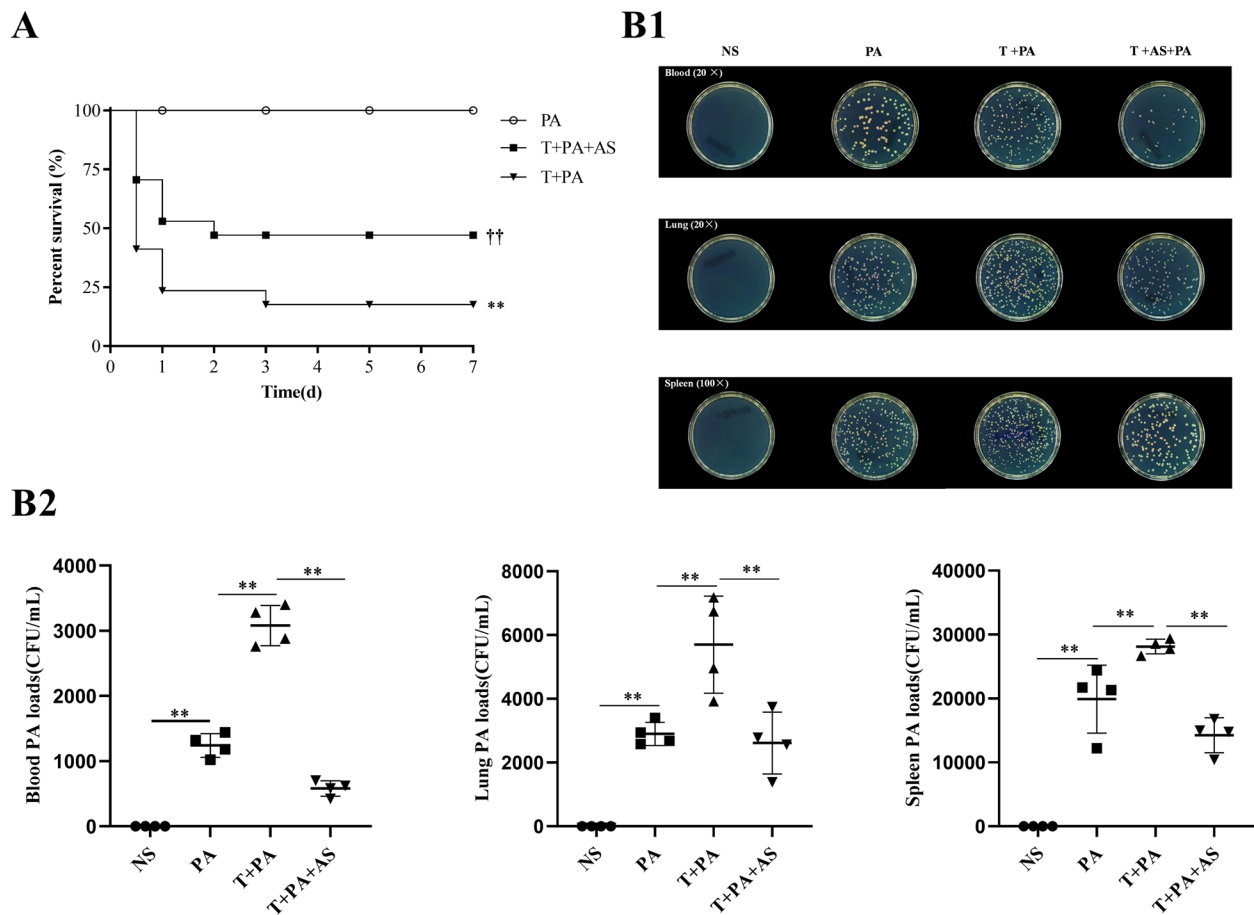 A
Percent survival (%)
100
75
50
25
0
0 1 2 3 4 5 6 7
Time(d)
PA
T+PA+AS
T+PA
††
**
B1
NS PA T +PA T +AS+PA
Blood (20 ×)
Lung (20×)
Spleen (100×)
B2
Blood PA loads(CFU/mL)
4000
3000
2000
1000
0
** ** **
NS PA T+PA T+PA+AS
Lung PA loads(CFU/mL)
8000
6000
4000
2000
0
** ** **
NS PA T+PA T+PA+AS
Spleen PA loads(CFU/mL)
40000
30000
20000
10000
0
** ** **
NS PA T+PA T+PA+AS